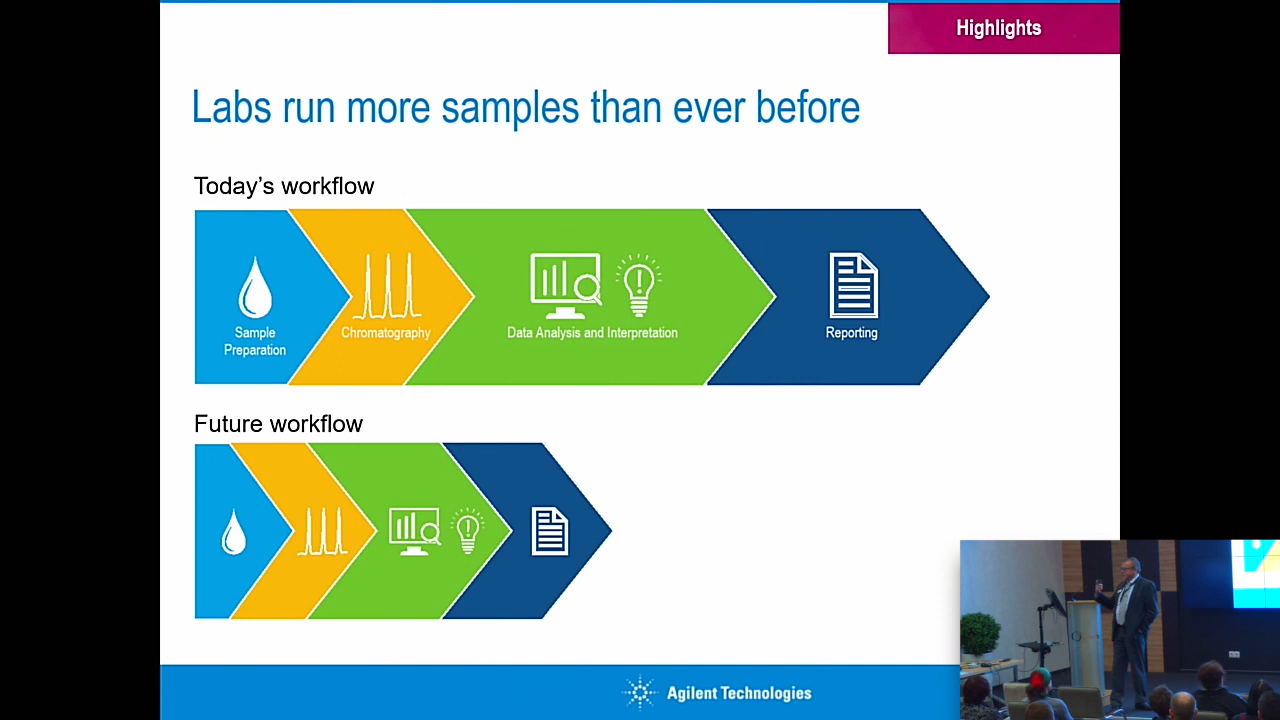 Highlights
Labs run more samples than ever before
Today's workflow
Sample
Preparation
Chromatography
Data Analysis and Interpretation
Reporting
Future workflow
Agilent Technologies